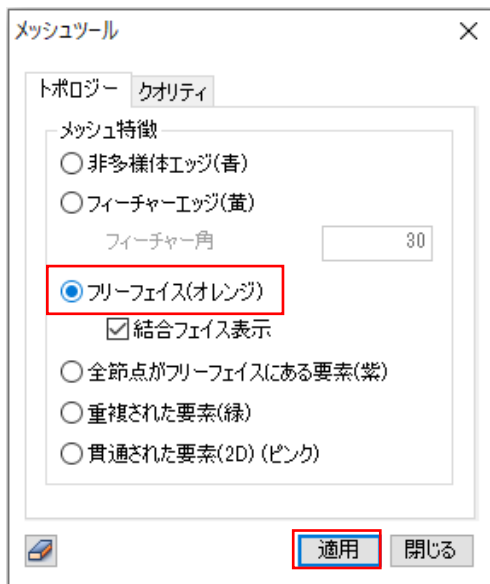 メッシュツール
トポロジー クオリティ
メッシュ特徴
非多様体エッジ(青)
フィーチャーエッジ(黄)
フィーチャー角 30
フリーフェイス(オレンジ)
結合フェイス表示
全節点がフリーフェイスにある要素(紫)
重複された要素(緑)
貫通された要素(2D) (ピンク)
適用 閉じる